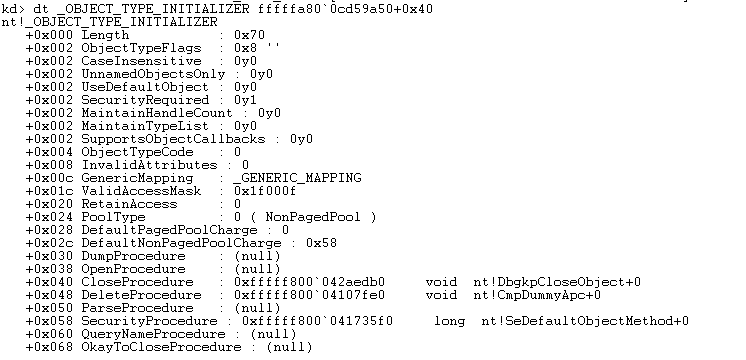 kd> dt _OBJECT_TYPE_INITIALIZER fffffa80`0cd59a50+0x40
nt!_OBJECT_TYPE_INITIALIZER
+0x000 Length : 0x70
+0x002 ObjectTypeFlags : 0x8 ''
+0x002 CaseInsensitive : 0y0
+0x002 UnnamedObjectsOnly : 0y0
+0x002 UseDefaultObject : 0y0
+0x002 SecurityRequired : 0y1
+0x002 MaintainHandleCount : 0y0
+0x002 MaintainTypeList : 0y0
+0x002 SupportsObjectCallbacks : 0y0
+0x004 ObjectTypeCode : 0
+0x008 InvalidAttributes : 0
+0x00c GenericMapping : _GENERIC_MAPPING
+0x01c ValidAccessMask : 0x1f000f
+0x020 RetainAccess : 0
+0x024 PoolType : 0 ( NonPagedPool )
+0x028 DefaultPagedPoolCharge : 0
+0x02c DefaultNonPagedPoolCharge : 0x58
+0x030 DumpProcedure : (null)
+0x038 OpenProcedure : (null)
+0x040 CloseProcedure : 0xfffff800`042aedb0 void nt!DbgkpCloseObject+0
+0x048 DeleteProcedure : 0xfffff800`04107fe0 void nt!CmpDummyApc+0
+0x050 ParseProcedure : (null)
+0x058 SecurityProcedure : 0xfffff800`041735f0 long nt!SeDefaultObjectMethod+0
+0x060 QueryNameProcedure : (null)
+0x068 OkayToCloseProcedure : (null)